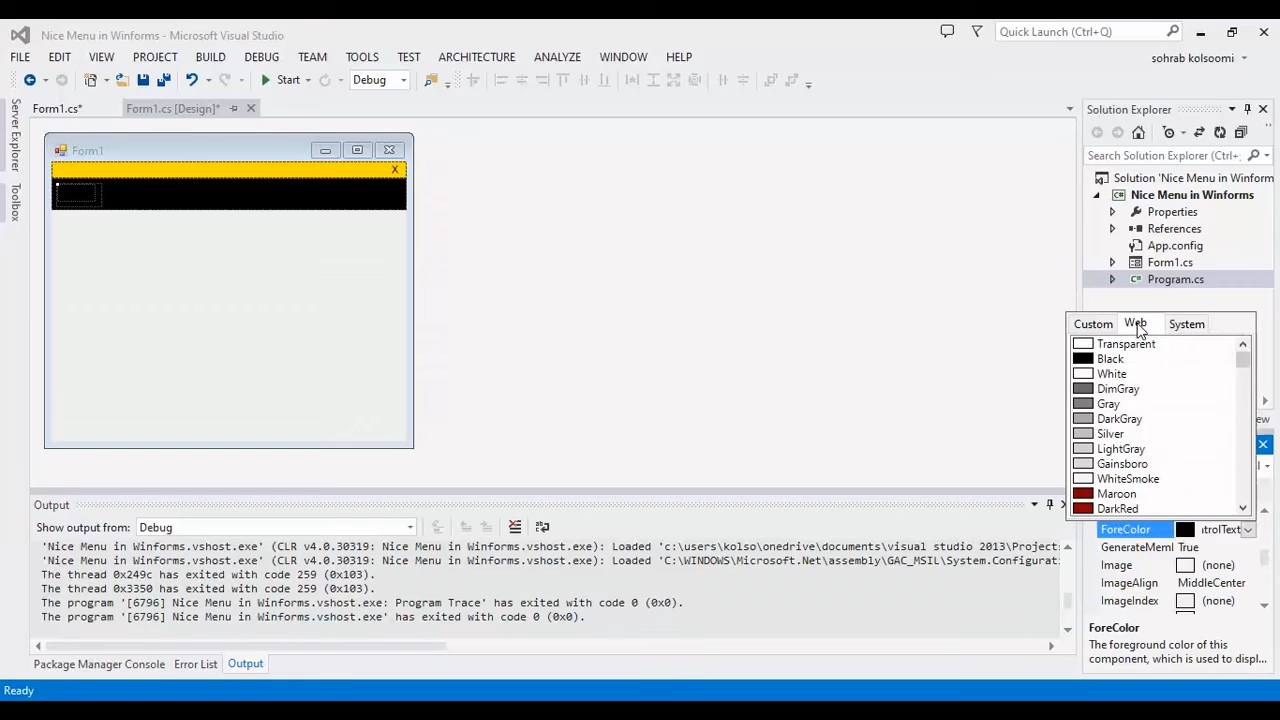 Nice Menu in Winforms - Microsoft Visual Studio
Quick Launch (Ctrl+Q)
FILE EDIT VIEW PROJECT BUILD DEBUG TEAM TOOLS TEST ARCHITECTURE ANALYZE WINDOW HELP
sohrab kolsoomi
Start Debug
Server Explorer
Toolbox
Form1.cs* Form1.cs [Design]*
Form1
X
Solution Explorer
Search Solution Explorer (Ctrl+;
Solution 'Nice Menu in Winform
Nice Menu in Winforms
Properties
References
App.config
Form1.cs
Program.cs
Custom Web System
Transparent
Black
White
DimGray
Gray
DarkGray
Silver
LightGray
Gainsboro
WhiteSmoke
Maroon
DarkRed
ForeColor ıtrolText
GenerateMeml True
Image (none)
ImageAlign MiddleCenter
ImageIndex (none)
ForeColor
The foreground color of this
component, which is used to displ...
Output
Show output from: Debug
'Nice Menu in Winforms.vshost.exe' (CLR v4.0.30319: Nice Menu in Winforms.vshost.exe): Loaded 'c:\users\kolso\onedrive\documents\visual studio 2013\Project
'Nice Menu in Winforms.vshost.exe' (CLR v4.0.30319: Nice Menu in Winforms.vshost.exe): Loaded 'C:\WINDOWS\Microsoft.Net\assembly\GAC_MSIL\System.Configurat
The thread 0x249c has exited with code 259 (0x103).
The thread 0x3350 has exited with code 259 (0x103).
The program '[6796] Nice Menu in Winforms.vshost.exe: Program Trace' has exited with code 0 (0x0).
The program '[6796] Nice Menu in Winforms.vshost.exe' has exited with code 0 (0x0).
Package Manager Console Error List Output
Ready